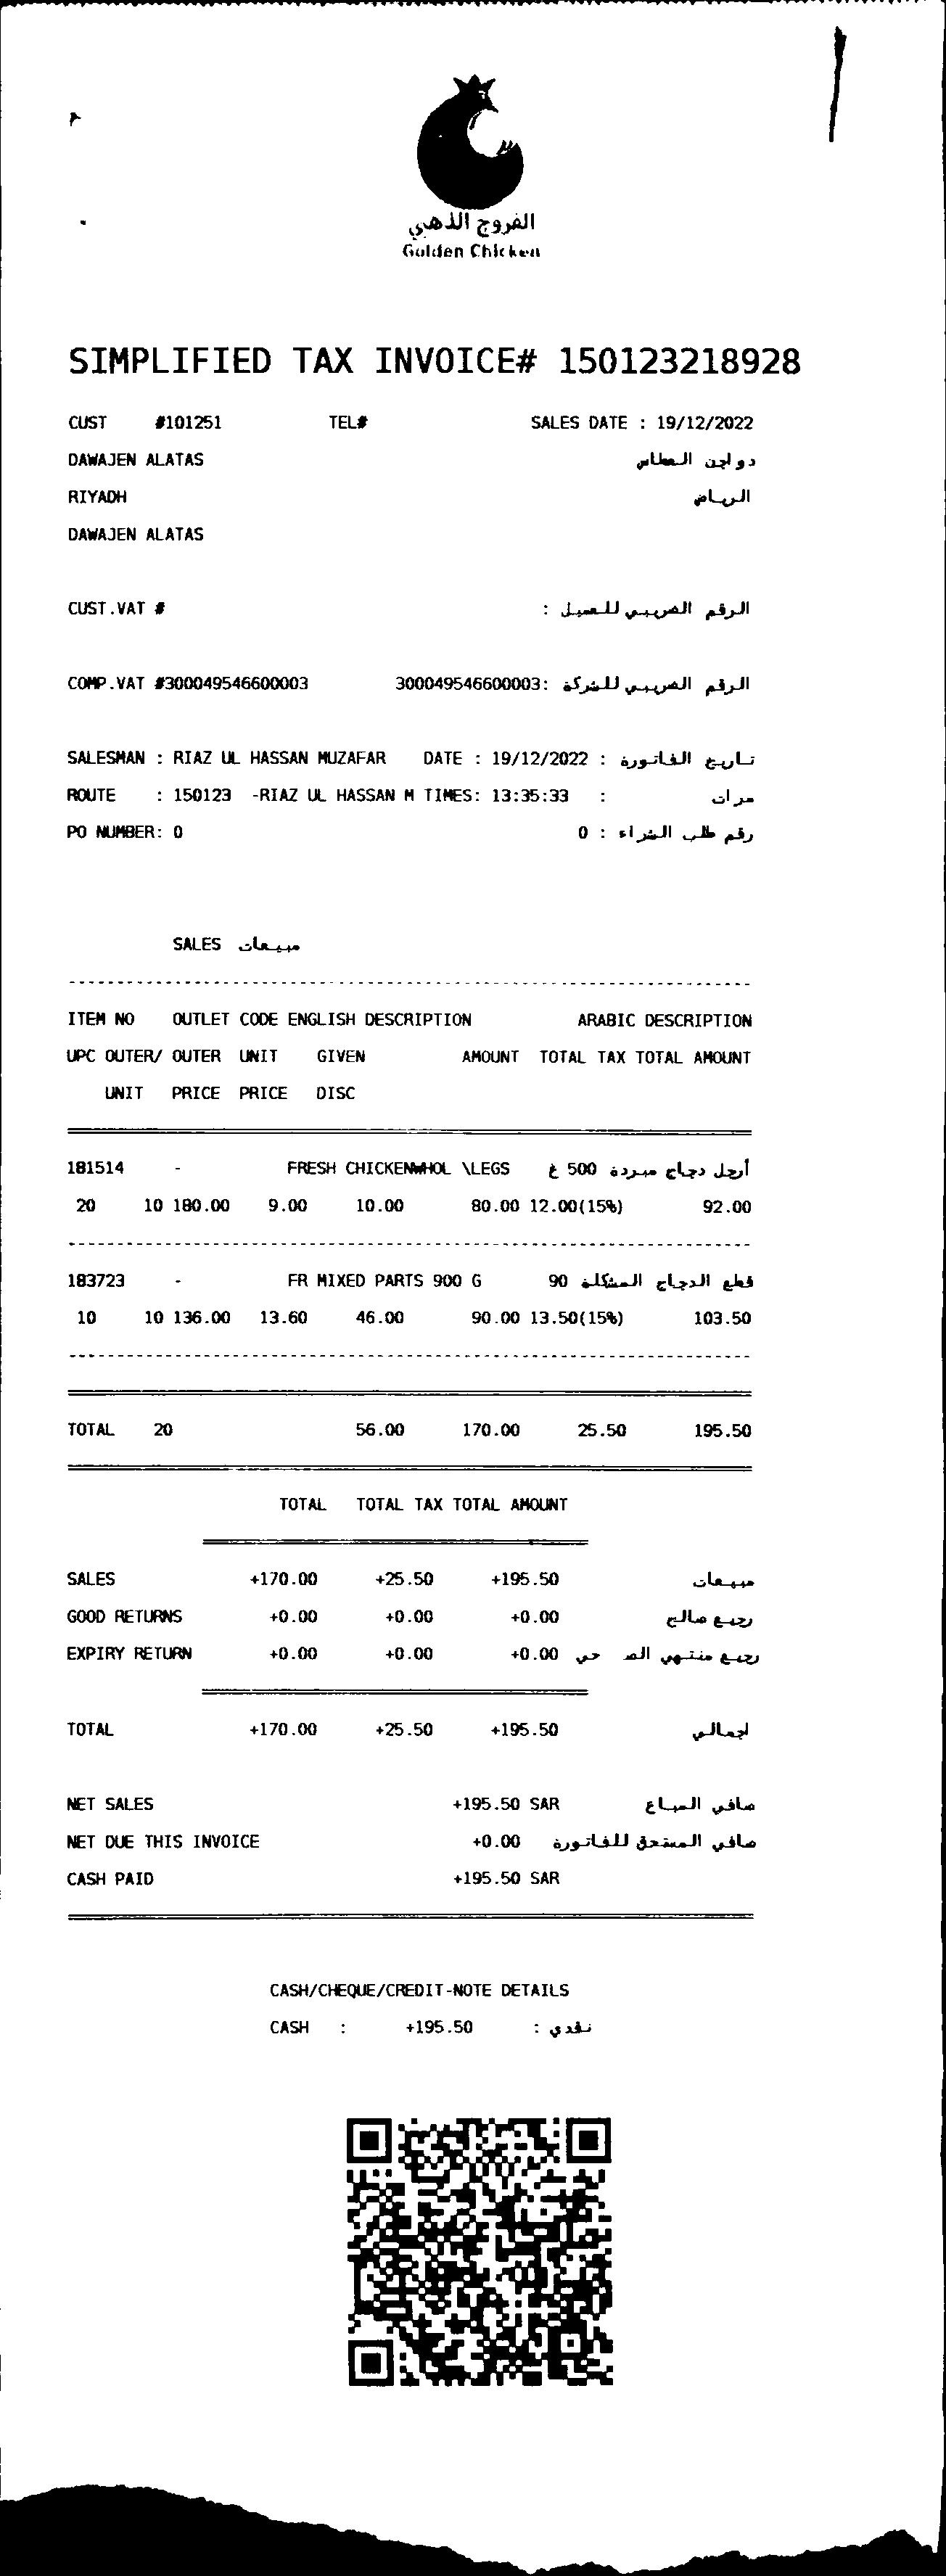 الفروج الذهبي
Golden Chicken
SIMPLIFIED TAX INVOICE# 150123218928
CUST #101251 TEL# SALES DATE : 19/12/2022
DAWAJEN ALATAS دواجن العطاس
RIYADH الرياض
DAWAJEN ALATAS
CUST.VAT # الرقم الضريبي للعميل :
COMP.VAT #300049546600003 300049546600003: الرقم الضريبي للشركة
SALESMAN : RIAZ UL HASSAN MUZAFAR DATE : 19/12/2022 : تاريخ الفاتورة
ROUTE : 150123 -RIAZ UL HASSAN M TIMES: 13:35:33 : مرات
PO NUMBER: 0 0 : رقم طلب الشراء
SALES مبيعات
ITEM NO OUTLET CODE ENGLISH DESCRIPTION ARABIC DESCRIPTION
UPC OUTER/ OUTER UNIT GIVEN AMOUNT TOTAL TAX TOTAL AMOUNT
UNIT PRICE PRICE DISC
181514 - FRESH CHICKENWHOL \LEGS أرجل دجاج مبردة 500 غ
20 10 180.00 9.00 10.00 80.00 12.00(15%) 92.00
183723 - FR MIXED PARTS 900 G قطع الدجاج المشكلة 90
10 10 136.00 13.60 46.00 90.00 13.50(15%) 103.50
TOTAL 20 56.00 170.00 25.50 195.50
TOTAL TOTAL TAX TOTAL AMOUNT
SALES +170.00 +25.50 +195.50 مبيعات
GOOD RETURNS +0.00 +0.00 +0.00 رجيع صالح
EXPIRY RETURN +0.00 +0.00 +0.00 رجيع منتهي الصـ حي
TOTAL +170.00 +25.50 +195.50 اجمالي
NET SALES +195.50 SAR صافي المباع
NET DUE THIS INVOICE +0.00 صافي المستحق للفاتورة
CASH PAID +195.50 SAR
CASH/CHEQUE/CREDIT-NOTE DETAILS
CASH : +195.50 : نقدي